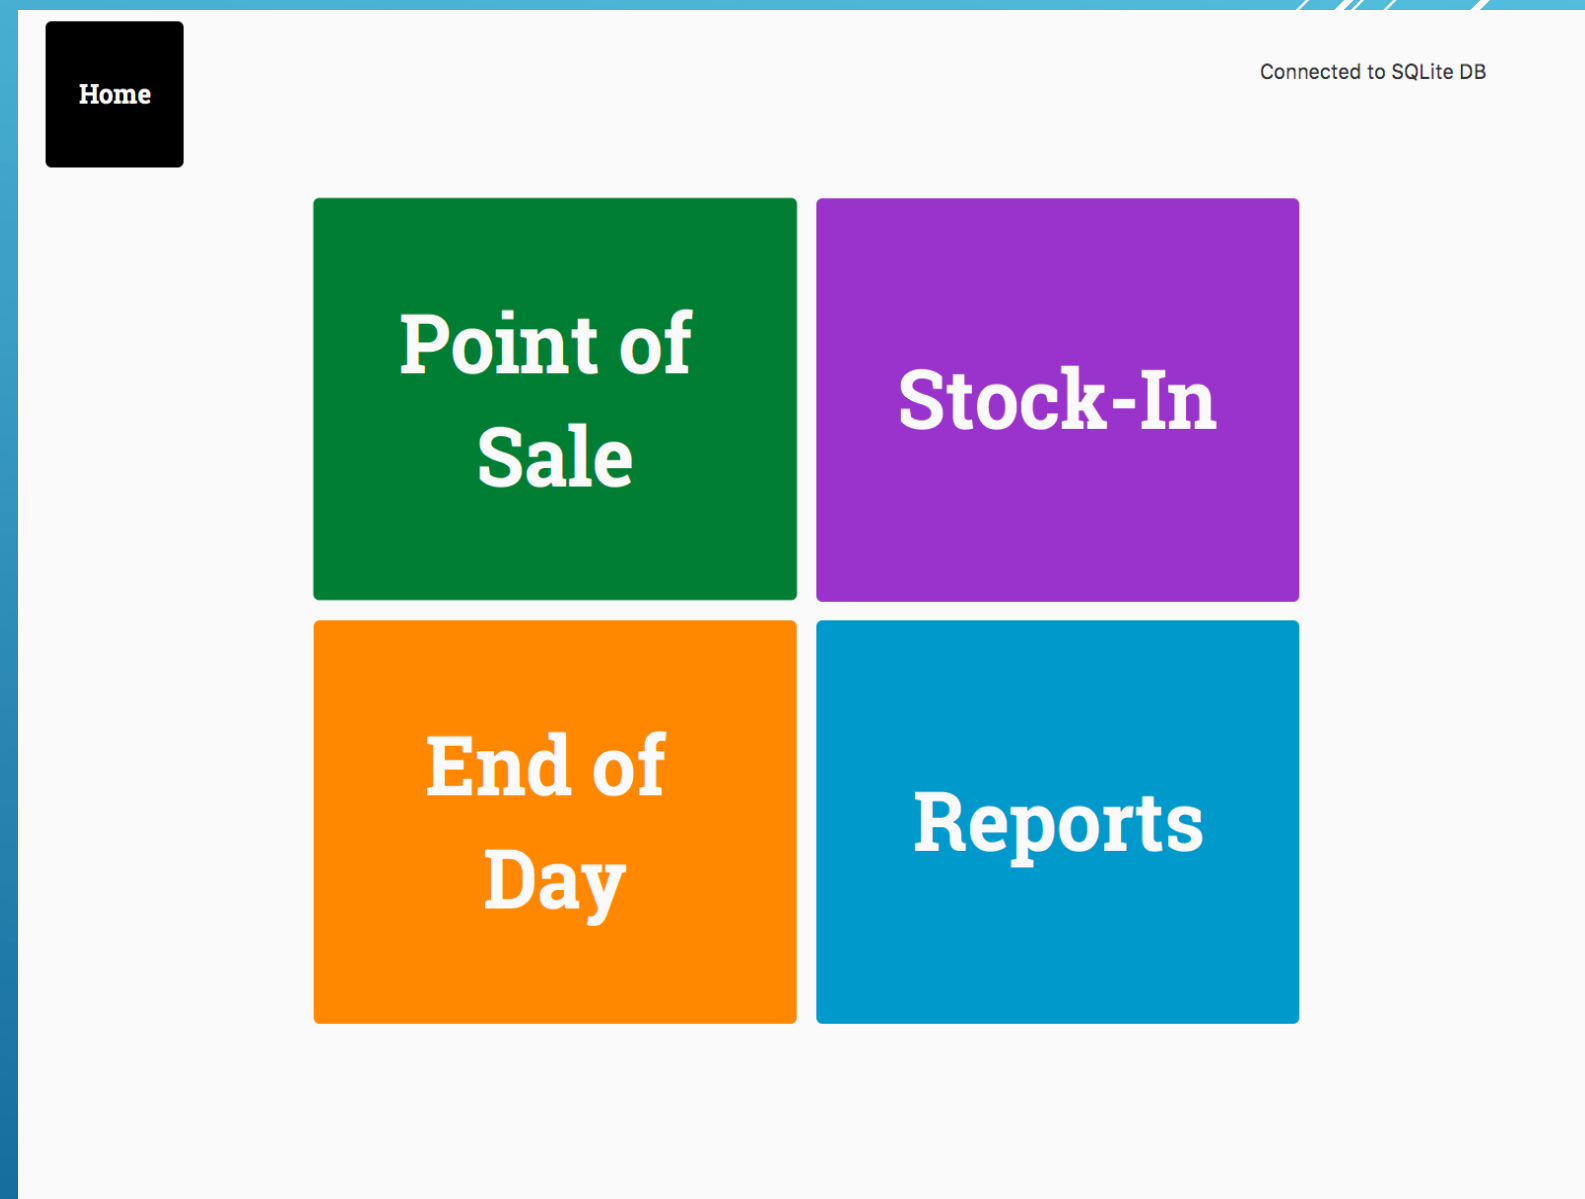 Home
Connected to SQLite DB
Point of
Sale
Stock-In
End of
Day
Reports